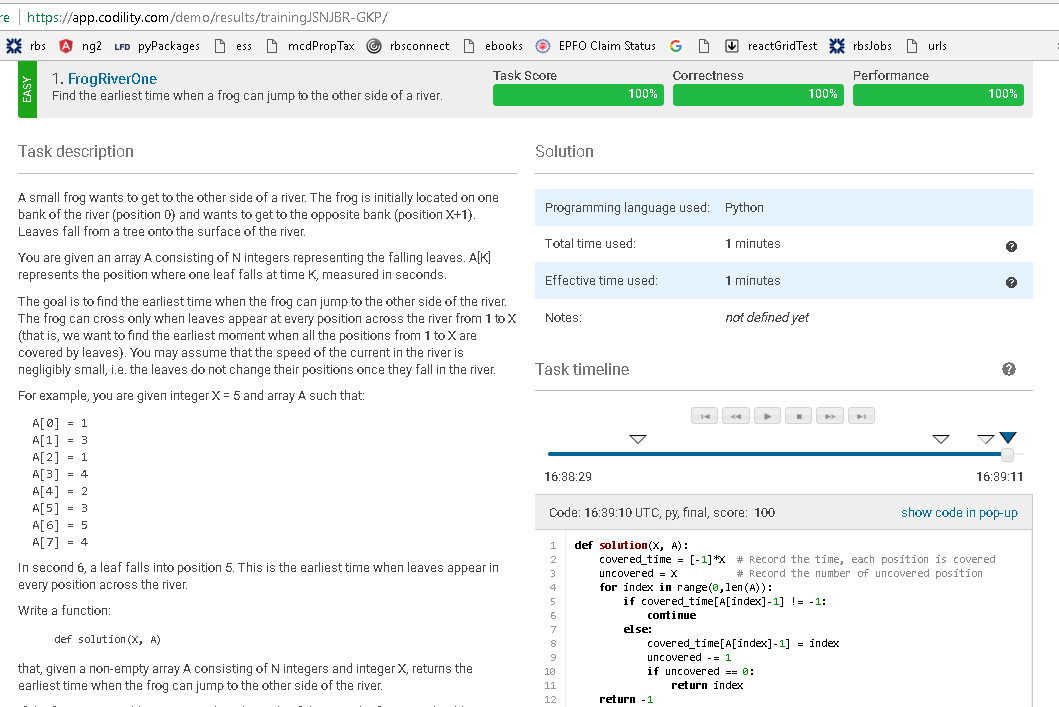 re https://app.codility.com/demo/results/trainingJSNJBR-GKP/
rbs ng2 LFD pyPackages ess mcdPropTax rbsconnect ebooks EPFO Claim Status reactGridTest rbsJobs urls
EASY
1. FrogRiverOne
Find the earliest time when a frog can jump to the other side of a river.
Task Score
100%
Correctness
100%
Performance
100%
Task description
A small frog wants to get to the other side of a river. The frog is initially located on one
bank of the river (position 0) and wants to get to the opposite bank (position X+1).
Leaves fall from a tree onto the surface of the river.
You are given an array A consisting of N integers representing the falling leaves. A[K]
represents the position where one leaf falls at time K, measured in seconds.
The goal is to find the earliest time when the frog can jump to the other side of the river.
The frog can cross only when leaves appear at every position across the river from 1 to X
(that is, we want to find the earliest moment when all the positions from 1 to X are
covered by leaves). You may assume that the speed of the current in the river is
negligibly small, i.e. the leaves do not change their positions once they fall in the river.
For example, you are given integer X = 5 and array A such that:
A[0] = 1
A[1] = 3
A[2] = 1
A[3] = 4
A[4] = 2
A[5] = 3
A[6] = 5
A[7] = 4
In second 6, a leaf falls into position 5. This is the earliest time when leaves appear in
every position across the river.
Write a function:
def solution(X, A)
that, given a non-empty array A consisting of N integers and integer X, returns the
earliest time when the frog can jump to the other side of the river.
Solution
Programming language used: Python
Total time used: 1 minutes
Effective time used: 1 minutes
Notes: not defined yet
Task timeline
16:38:29 16:39:11
Code: 16:39:10 UTC, py, final, score: 100 show code in pop-up
1 def solution(X, A):
2 covered_time = [-1]*X # Record the time, each position is covered
3 uncovered = X # Record the number of uncovered position
4 for index in range(0,len(A)):
5 if covered_time[A[index]-1] != -1:
6 continue
7 else:
8 covered_time[A[index]-1] = index
9 uncovered -= 1
10 if uncovered == 0:
11 return index
12 return -1